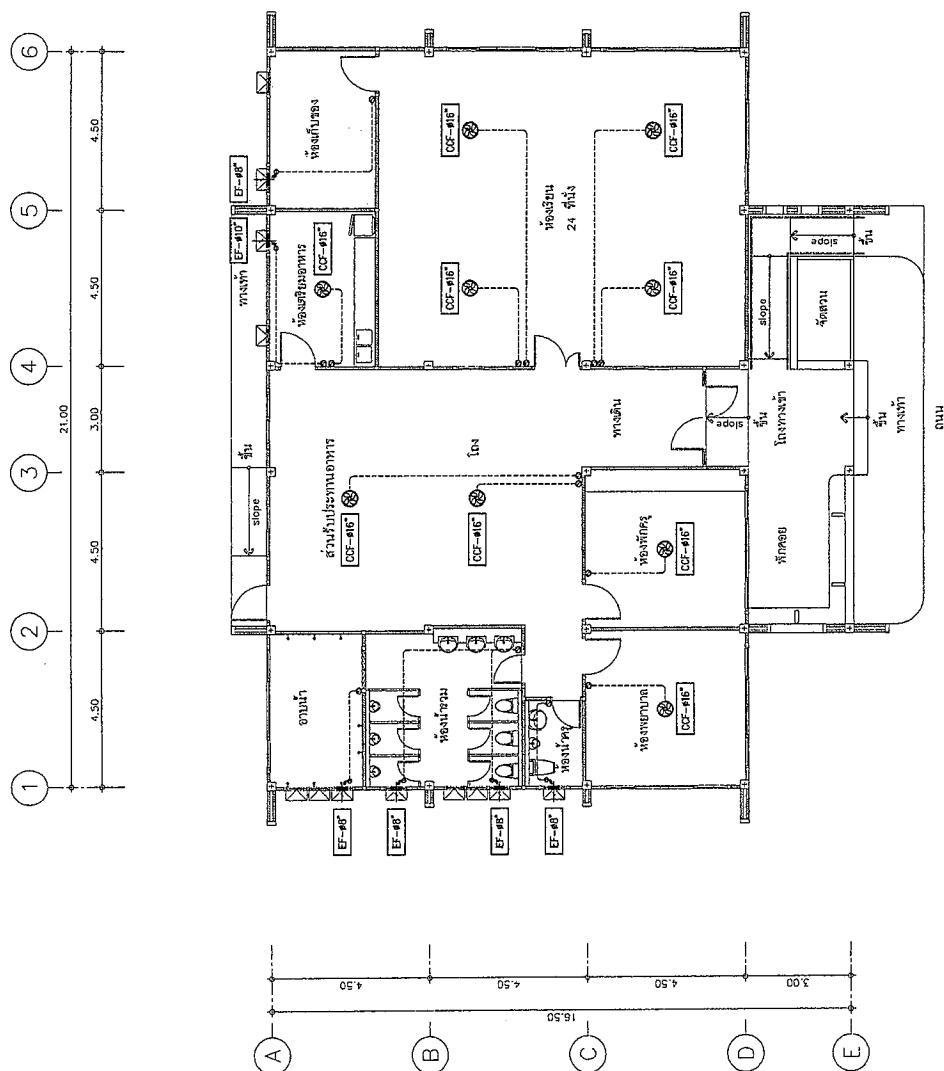 6
5
4
3
2
1
21.00
4.50
4.50
3.00
4.50
4.50
A
B
C
D
E
16.50
4.50
4.50
4.50
3.00
EF-ø8"
EF-ø10"
ทางเท้า
ขึ้น
slope
ห้องเก็บของ
ห้องเตรียมอาหาร
CCF-ø16"
CCF-ø16"
CCF-ø16"
CCF-ø16"
CCF-ø16"
ห้องเรียน
24 ที่นั่ง
ส่วนรับประทานอาหาร
CCF-ø16"
โถง
CCF-ø16"
ทางเดิน
ห้องพักครู
CCF-ø16"
ห้องพยาบาล
CCF-ø16"
อาบน้ำ
ห้องน้ำรวม
ห้องน้ำครู
EF-ø8"
EF-ø8"
EF-ø8"
EF-ø8"
slope
ขึ้น
slope
จัดสวน
slope
ขึ้น
โถงทางเข้า
ขึ้น
ทางเท้า
ถนน
พักคอย